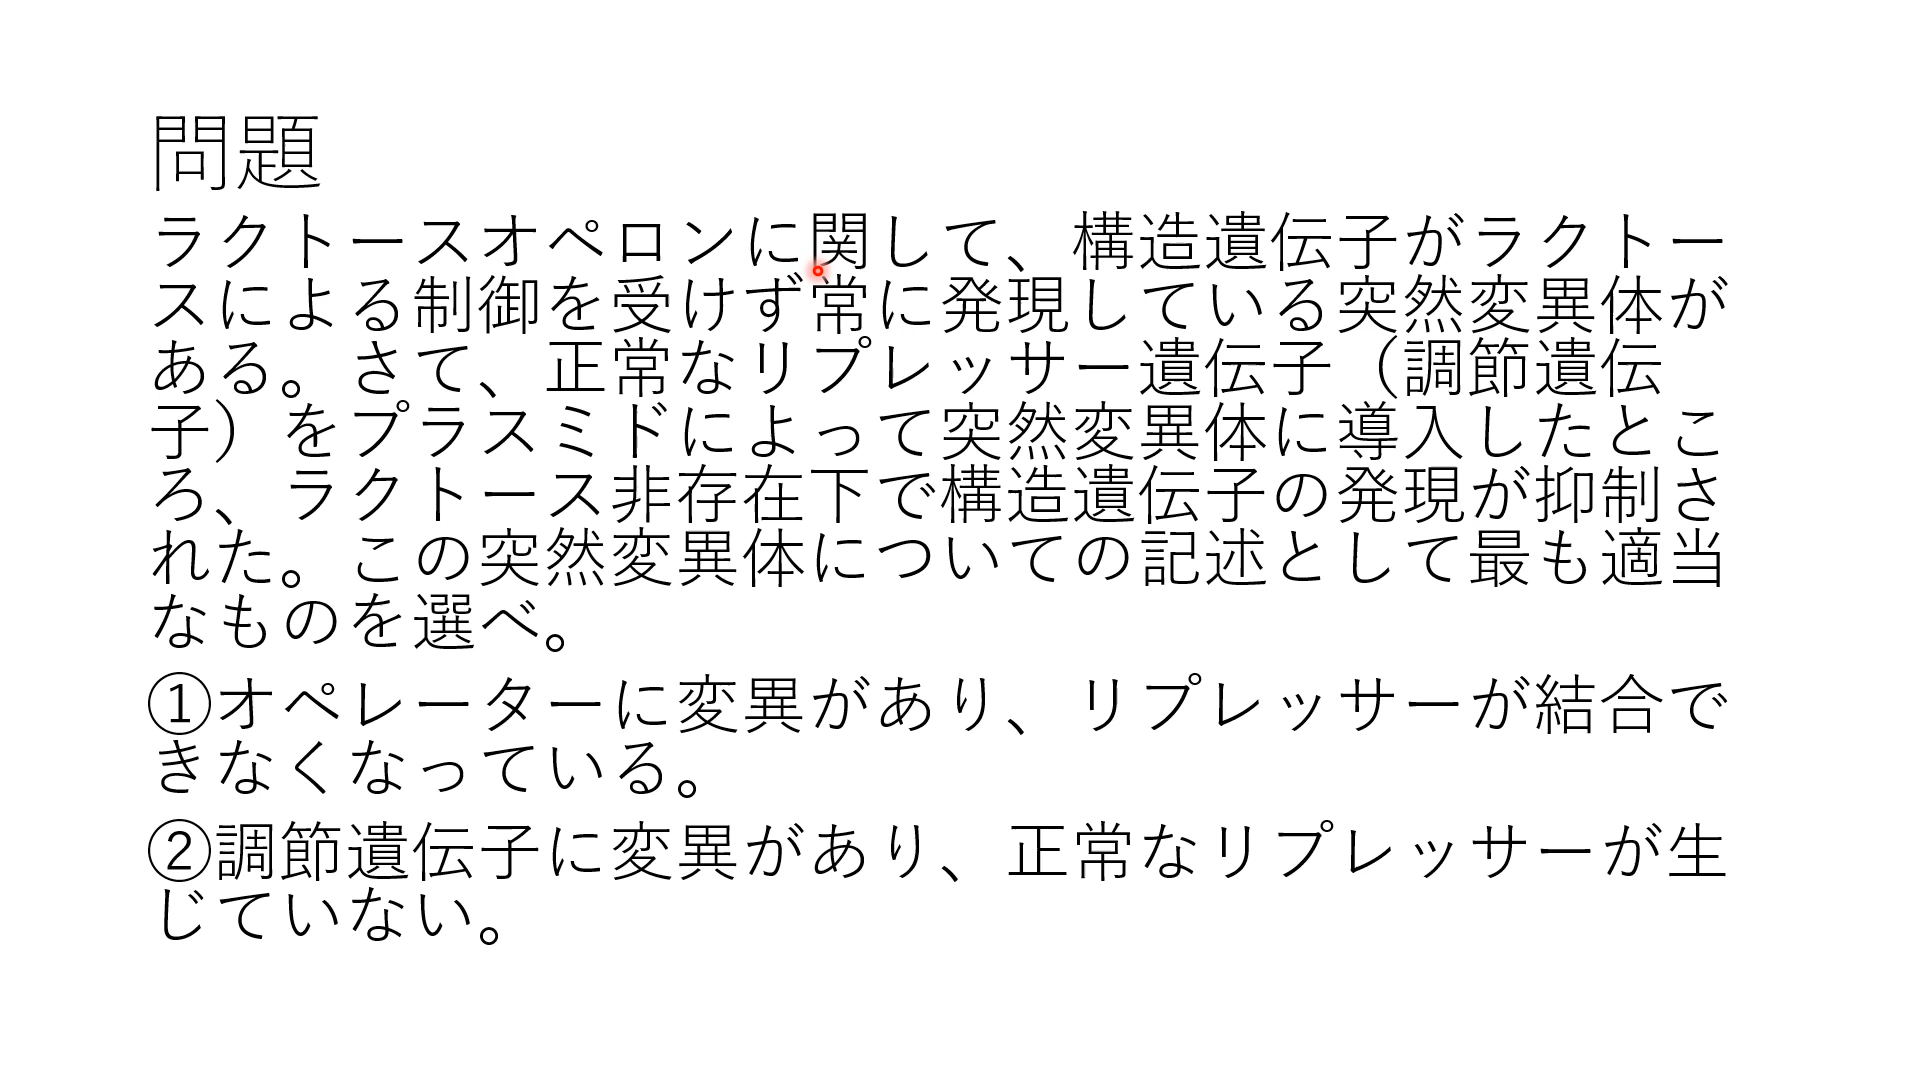 問題
ラクトースオペロンに関して、構造遺伝子がラクトー
スによる制御を受けず常に発現している突然変異体が
ある。さて、正常なリプレッサー遺伝子（調節遺伝
子）をプラスミドによって突然変異体に導入したとこ
ろ、ラクトース非存在下で構造遺伝子の発現が抑制さ
れた。この突然変異体についての記述として最も適当
なものを選べ。
①オペレーターに変異があり、リプレッサーが結合で
きなくなっている。
②調節遺伝子に変異があり、正常なリプレッサーが生
じていない。